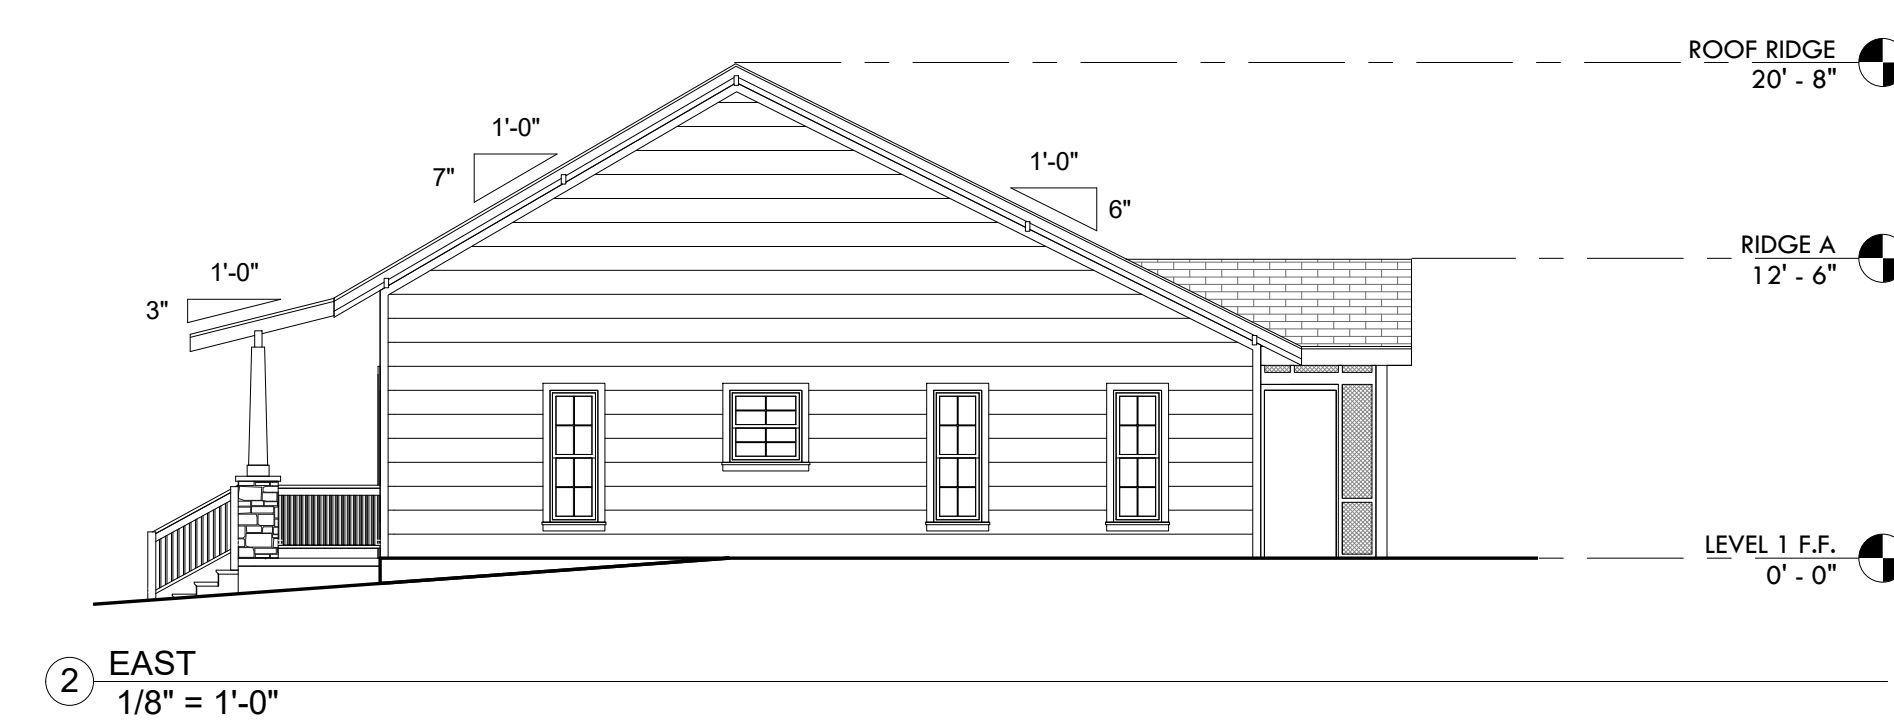 ROOF RIDGE
20' - 8"
1'-0"
7"
1'-0"
6"
RIDGE A
12' - 6"
1'-0"
3"
LEVEL 1 F.F.
0' - 0"
2
EAST
1/8" = 1'-0"